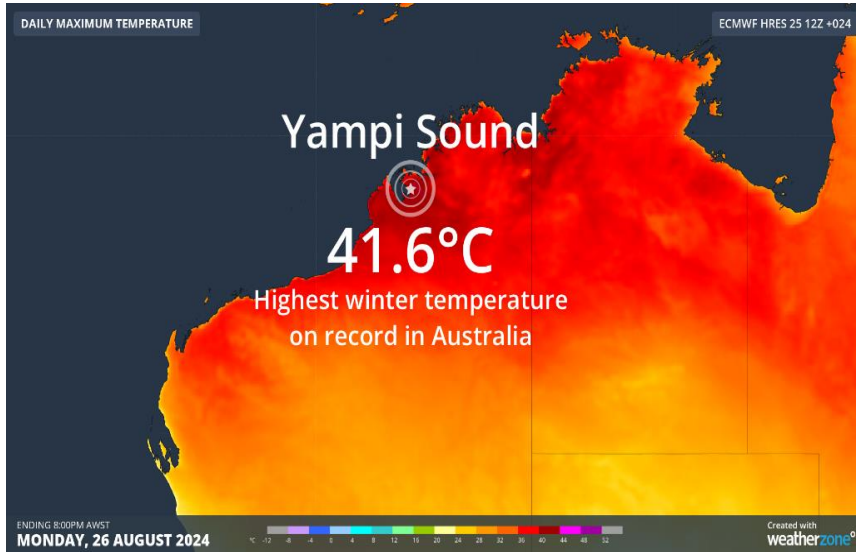 DAILY MAXIMUM TEMPERATURE
ECMWF HRES 25 12Z +024
Yampi Sound
41.6°C
Highest winter temperature
on record in Australia
ENDING 8:00PM AWST
MONDAY, 26 AUGUST 2024
°C -12 -8 -4 0 4 8 12 16 20 24 28 32 36 40 44 48 52
Created with
weatherzone°